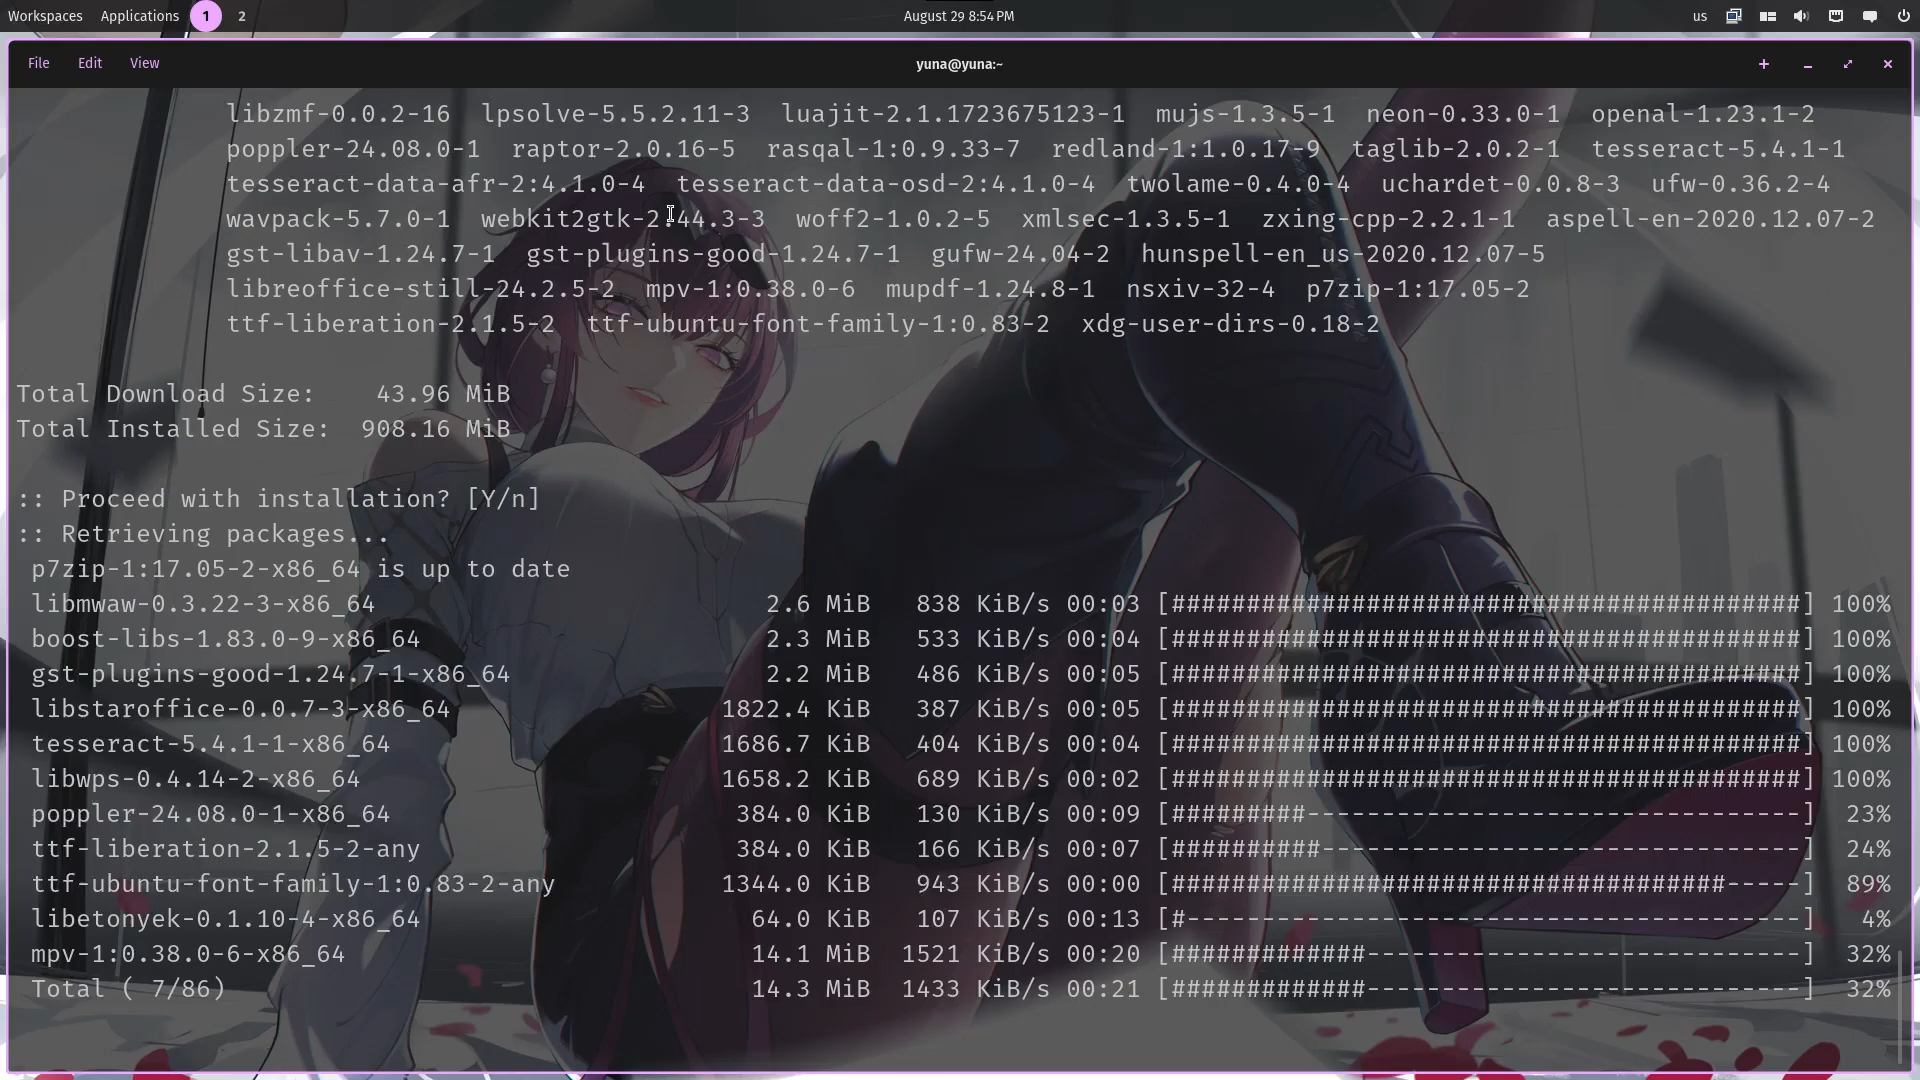 Workspaces Applications 1 2 August 29 8:54 PM us
File Edit View yuna@yuna:~
libzmf-0.0.2-16 lpsolve-5.5.2.11-3 luajit-2.1.1723675123-1 mujs-1.3.5-1 neon-0.33.0-1 openal-1.23.1-2
poppler-24.08.0-1 raptor-2.0.16-5 rasqal-1:0.9.33-7 redland-1:1.0.17-9 taglib-2.0.2-1 tesseract-5.4.1-1
tesseract-data-afr-2:4.1.0-4 tesseract-data-osd-2:4.1.0-4 twolame-0.4.0-4 uchardet-0.0.8-3 ufw-0.36.2-4
wavpack-5.7.0-1 webkit2gtk-2.44.3-3 woff2-1.0.2-5 xmlsec-1.3.5-1 zxing-cpp-2.2.1-1 aspell-en-2020.12.07-2
gst-libav-1.24.7-1 gst-plugins-good-1.24.7-1 gufw-24.04-2 hunspell-en_us-2020.12.07-5
libreoffice-still-24.2.5-2 mpv-1:0.38.0-6 mupdf-1.24.8-1 nsxiv-32-4 p7zip-1:17.05-2
ttf-liberation-2.1.5-2 ttf-ubuntu-font-family-1:0.83-2 xdg-user-dirs-0.18-2
Total Download Size: 43.96 MiB
Total Installed Size: 908.16 MiB
:: Proceed with installation? [Y/n]
:: Retrieving packages...
p7zip-1:17.05-2-x86_64 is up to date
libmwaw-0.3.22-3-x86_64 2.6 MiB 838 KiB/s 00:03 [##########################################] 100%
boost-libs-1.83.0-9-x86_64 2.3 MiB 533 KiB/s 00:04 [##########################################] 100%
gst-plugins-good-1.24.7-1-x86_64 2.2 MiB 486 KiB/s 00:05 [##########################################] 100%
libstaroffice-0.0.7-3-x86_64 1822.4 KiB 387 KiB/s 00:05 [##########################################] 100%
tesseract-5.4.1-1-x86_64 1686.7 KiB 404 KiB/s 00:04 [##########################################] 100%
libwps-0.4.14-2-x86_64 1658.2 KiB 689 KiB/s 00:02 [##########################################] 100%
poppler-24.08.0-1-x86_64 384.0 KiB 130 KiB/s 00:09 [#########---------------------------------] 23%
ttf-liberation-2.1.5-2-any 384.0 KiB 166 KiB/s 00:07 [##########--------------------------------] 24%
ttf-ubuntu-font-family-1:0.83-2-any 1344.0 KiB 943 KiB/s 00:00 [#####################################-----] 89%
libetonyek-0.1.10-4-x86_64 64.0 KiB 107 KiB/s 00:13 [#-----------------------------------------] 4%
mpv-1:0.38.0-6-x86_64 14.1 MiB 1521 KiB/s 00:20 [#############-----------------------------] 32%
Total ( 7/86) 14.3 MiB 1433 KiB/s 00:21 [#############-----------------------------] 32%